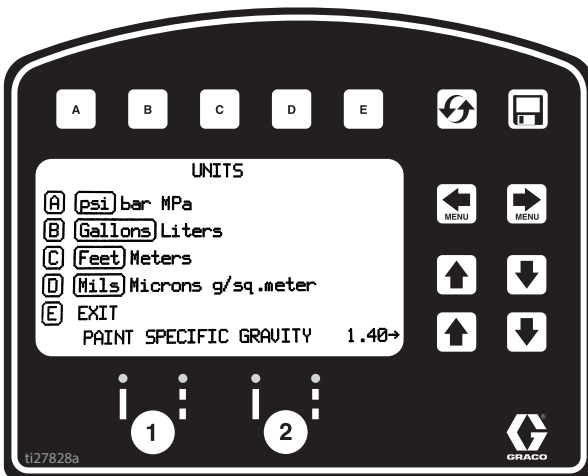 A B C D E
UNITS
A psi bar MPa
B Gallons Liters
C Feet Meters
D Mils Microns g/sq.meter
E EXIT
PAINT SPECIFIC GRAVITY 1.40→
MENU MENU
1 2
ti27828a
G
GRACO